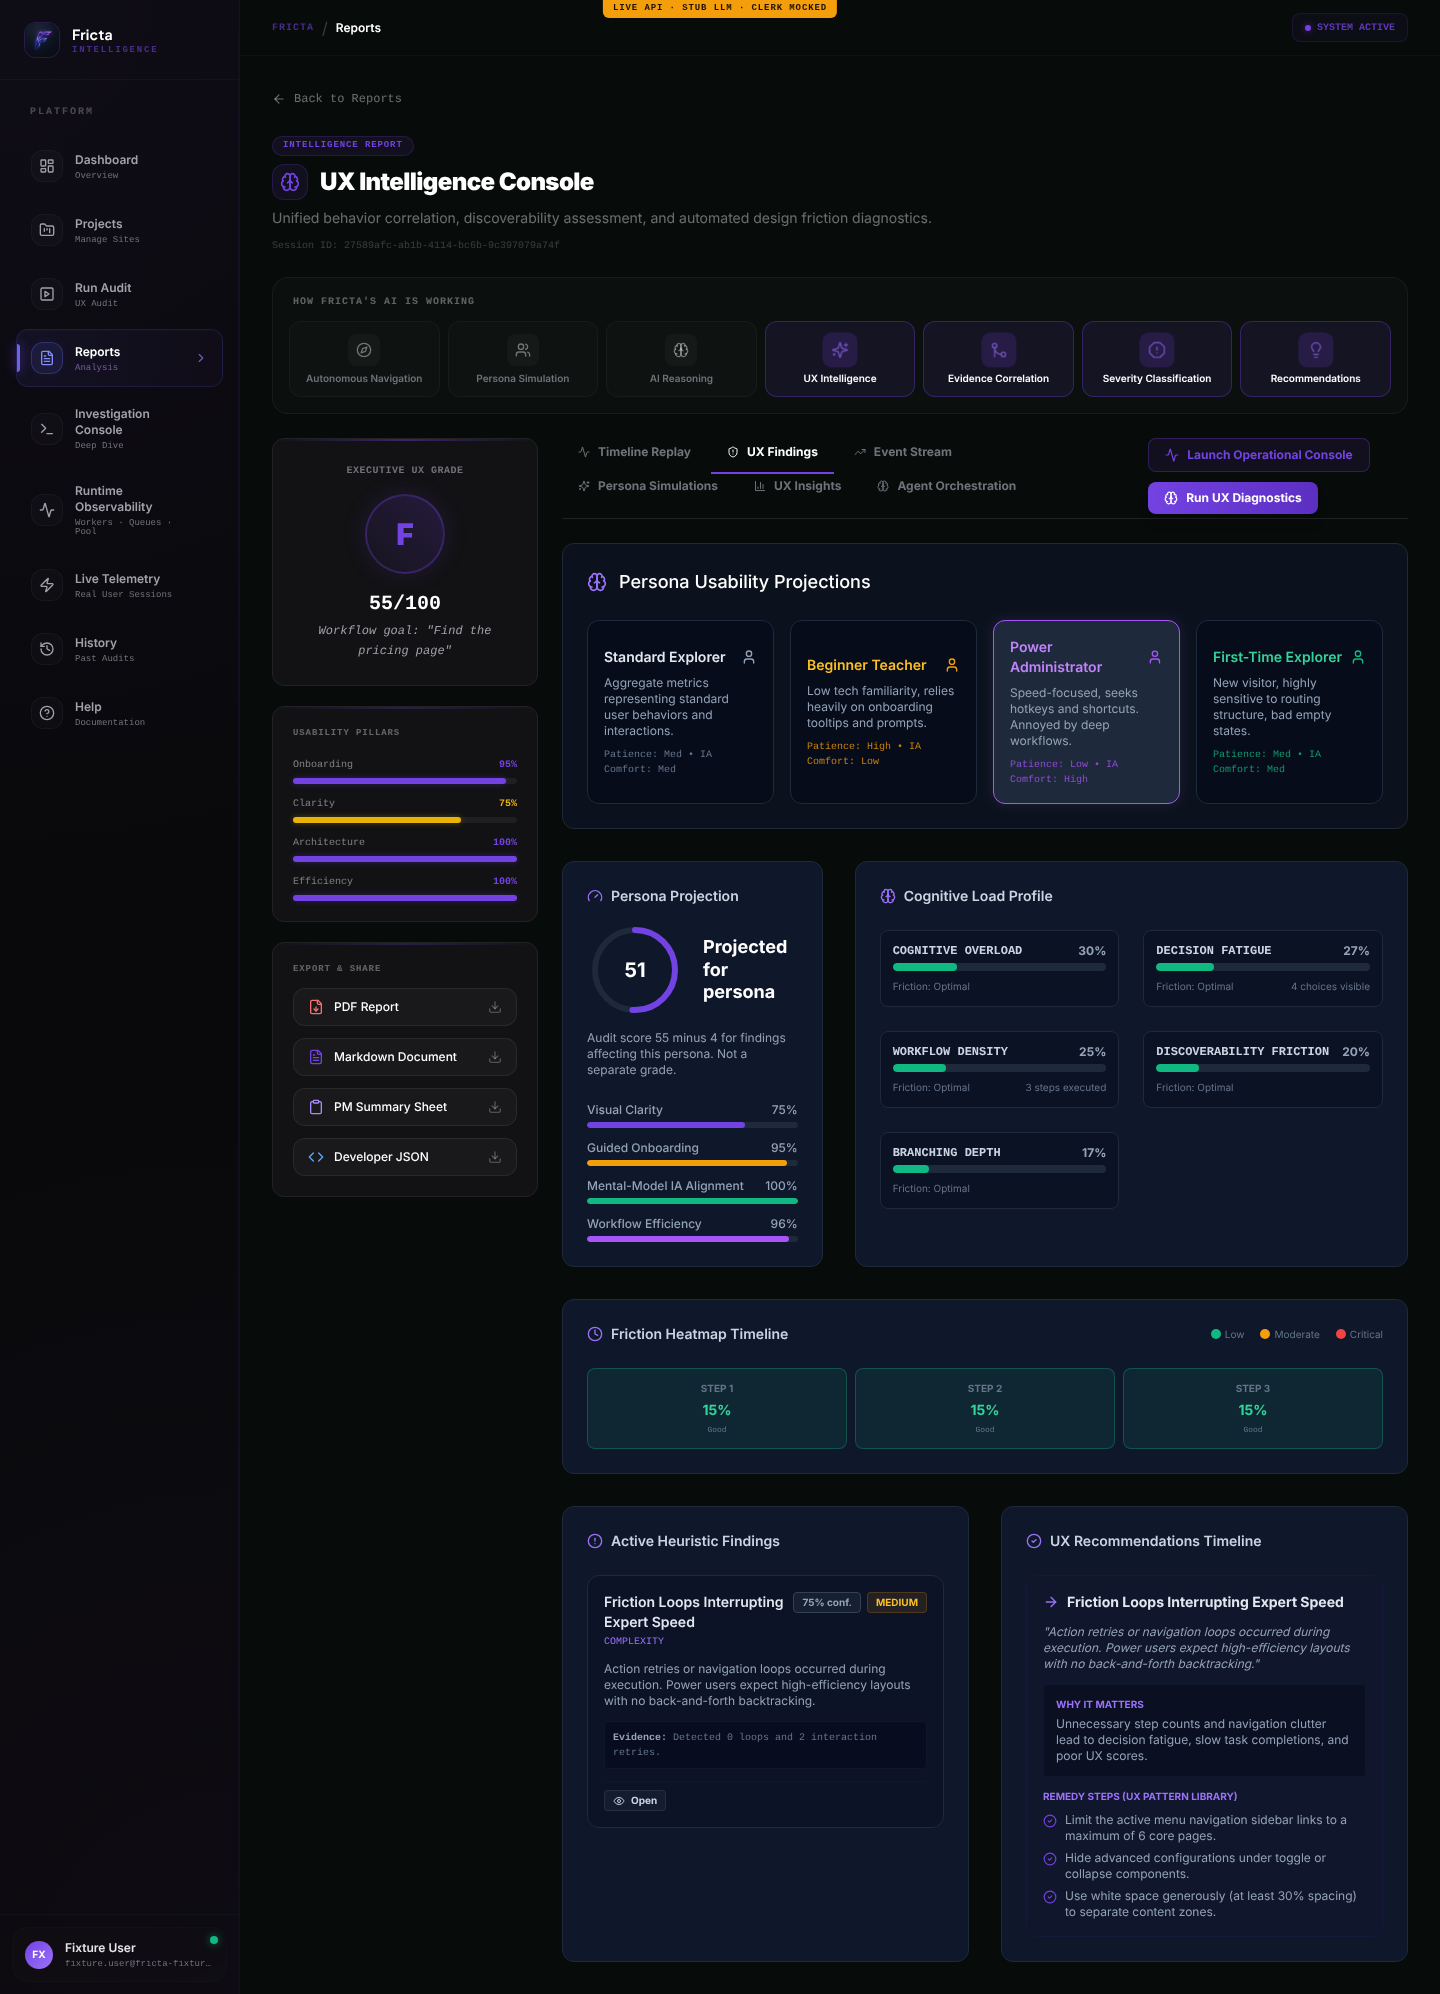 LIVE API · STUB LLM · CLERK MOCKED
Fricta
INTELLIGENCE
PLATFORM
Dashboard
Overview
Projects
Manage Sites
Run Audit
UX Audit
Reports
Analysis
Investigation
Console
Deep Dive
Runtime
Observability
Workers · Queues ·
Pool
Live Telemetry
Real User Sessions
History
Past Audits
Help
Documentation
FX
Fixture User
fixture.user@fricta-fixtur…
FRICTA / Reports
SYSTEM ACTIVE
Back to Reports
INTELLIGENCE REPORT
UX Intelligence Console
Unified behavior correlation, discoverability assessment, and automated design friction diagnostics.
Session ID: 27589afc-ab1b-4114-bc6b-9c397079a74f
HOW FRICTA'S AI IS WORKING
Autonomous Navigation
Persona Simulation
AI Reasoning
UX Intelligence
Evidence Correlation
Severity Classification
Recommendations
EXECUTIVE UX GRADE
F
55/100
Workflow goal: "Find the
pricing page"
USABILITY PILLARS
Onboarding 95%
Clarity 75%
Architecture 100%
Efficiency 100%
EXPORT & SHARE
PDF Report
Markdown Document
PM Summary Sheet
Developer JSON
Timeline Replay
UX Findings
Event Stream
Persona Simulations
UX Insights
Agent Orchestration
Launch Operational Console
Run UX Diagnostics
Persona Usability Projections
Standard Explorer
Aggregate metrics
representing standard
user behaviors and
interactions.
Patience: Med • IA
Comfort: Med
Beginner Teacher
Low tech familiarity, relies
heavily on onboarding
tooltips and prompts.
Patience: High • IA
Comfort: Low
Power
Administrator
Speed-focused, seeks
hotkeys and shortcuts.
Annoyed by deep
workflows.
Patience: Low • IA
Comfort: High
First-Time Explorer
New visitor, highly
sensitive to routing
structure, bad empty
states.
Patience: Med • IA
Comfort: Med
Persona Projection
51
Projected
for
persona
Audit score 55 minus 4 for findings
affecting this persona. Not a
separate grade.
Visual Clarity 75%
Guided Onboarding 95%
Mental-Model IA Alignment 100%
Workflow Efficiency 96%
Cognitive Load Profile
COGNITIVE OVERLOAD 30%
Friction: Optimal
DECISION FATIGUE 27%
Friction: Optimal 4 choices visible
WORKFLOW DENSITY 25%
Friction: Optimal 3 steps executed
DISCOVERABILITY FRICTION 20%
Friction: Optimal
BRANCHING DEPTH 17%
Friction: Optimal
Friction Heatmap Timeline
Low
Moderate
Critical
STEP 1
15%
Good
STEP 2
15%
Good
STEP 3
15%
Good
Active Heuristic Findings
Friction Loops Interrupting
Expert Speed
75% conf.
MEDIUM
COMPLEXITY
Action retries or navigation loops occurred during
execution. Power users expect high-efficiency layouts
with no back-and-forth backtracking.
Evidence: Detected 0 loops and 2 interaction
retries.
Open
UX Recommendations Timeline
Friction Loops Interrupting Expert Speed
"Action retries or navigation loops occurred during
execution. Power users expect high-efficiency layouts
with no back-and-forth backtracking."
WHY IT MATTERS
Unnecessary step counts and navigation clutter
lead to decision fatigue, slow task completions, and
poor UX scores.
REMEDY STEPS (UX PATTERN LIBRARY)
Limit the active menu navigation sidebar links to a
maximum of 6 core pages.
Hide advanced configurations under toggle or
collapse components.
Use white space generously (at least 30% spacing)
to separate content zones.